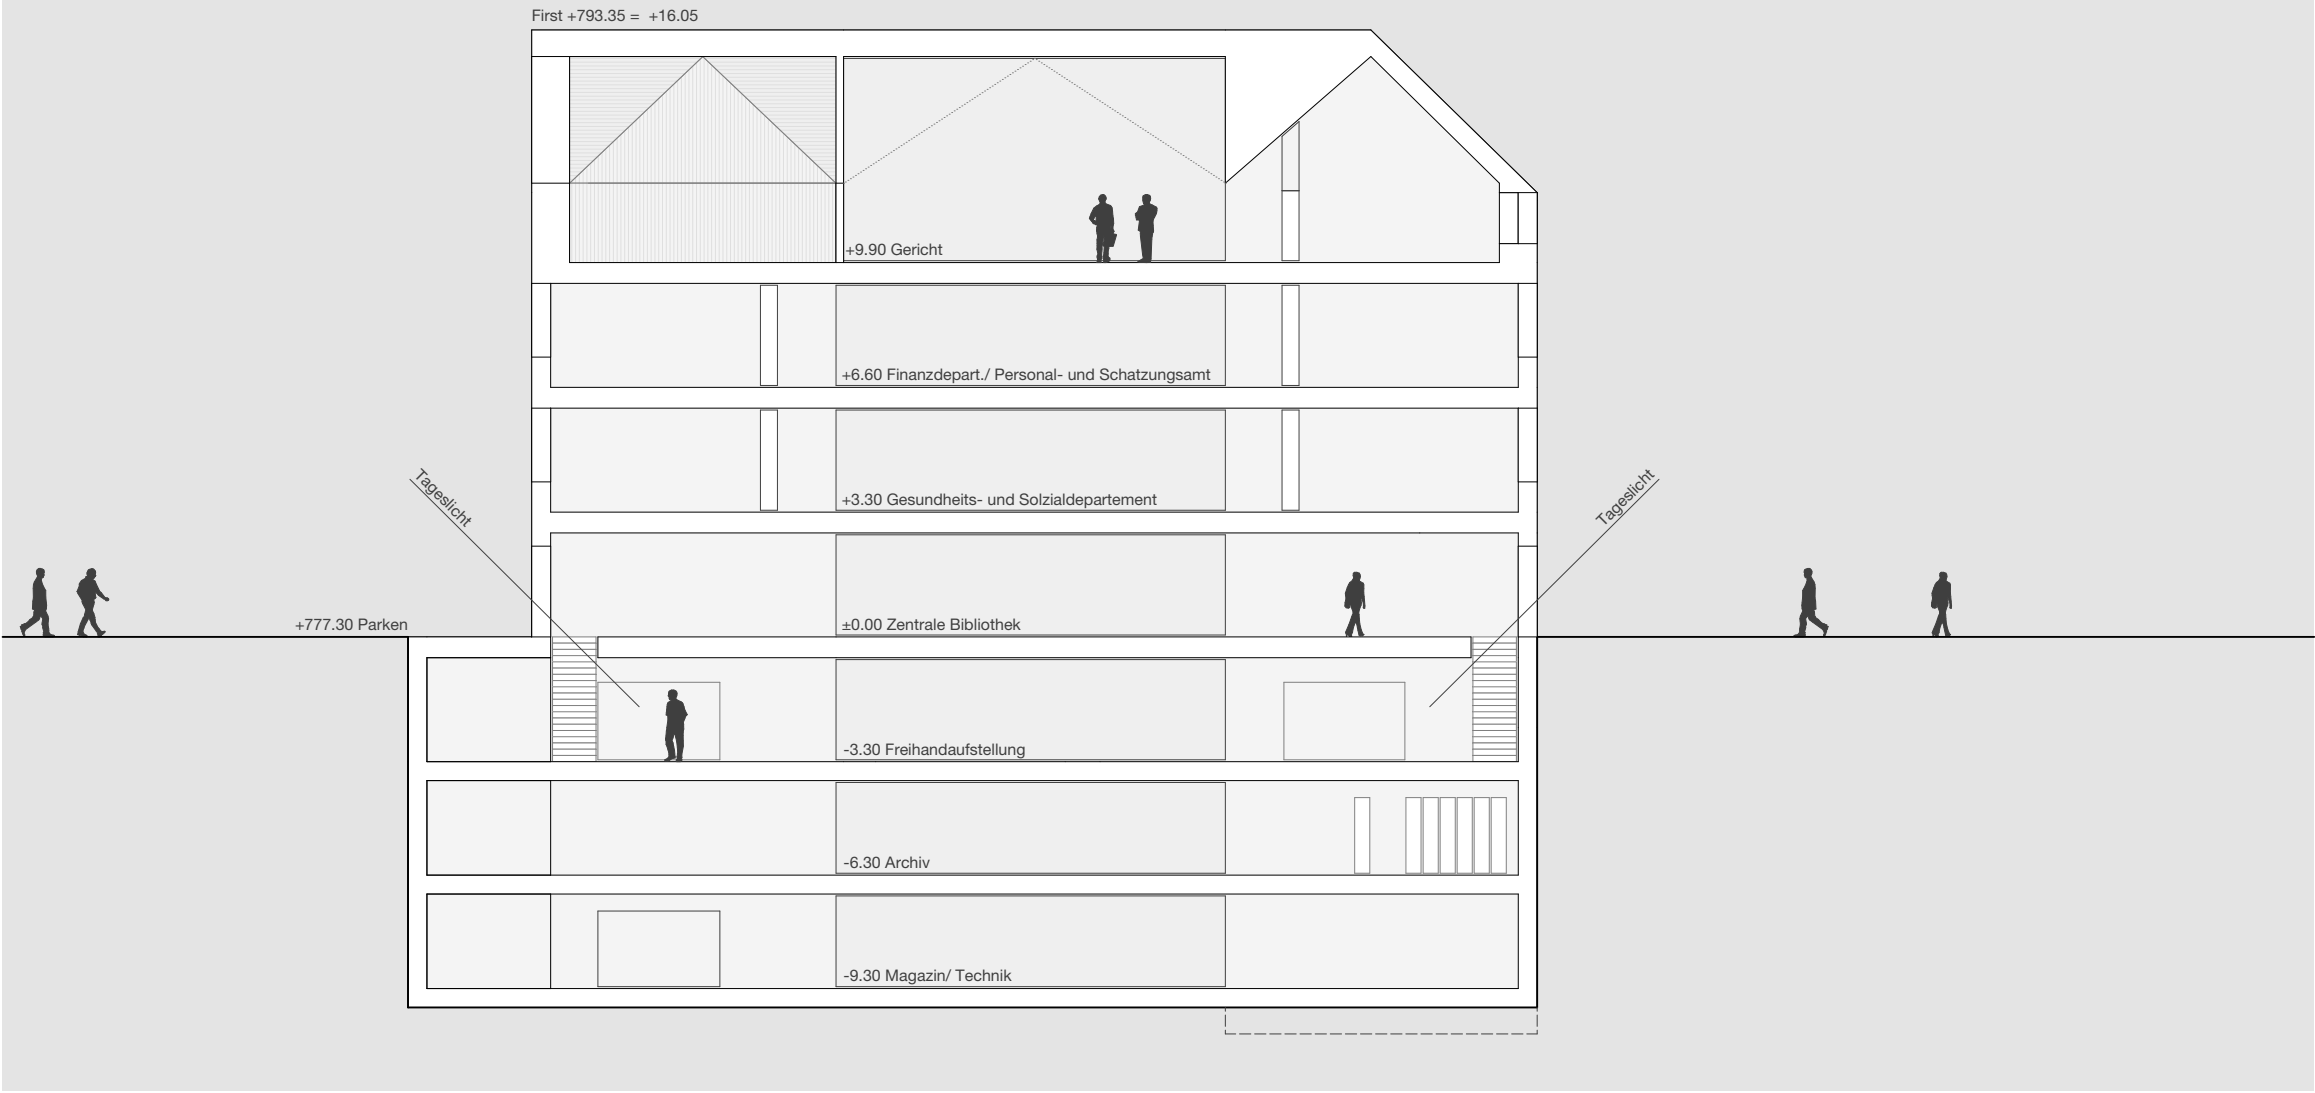 First +793.35 = +16.05
+9.90 Gericht
+6.60 Finanzdepart./ Personal- und Schatzungsamt
Tageslicht
Tageslicht
+3.30 Gesundheits- und Solzialdepartement
+777.30 Parken
±0.00 Zentrale Bibliothek
-3.30 Freihandaufstellung
-6.30 Archiv
-9.30 Magazin/ Technik